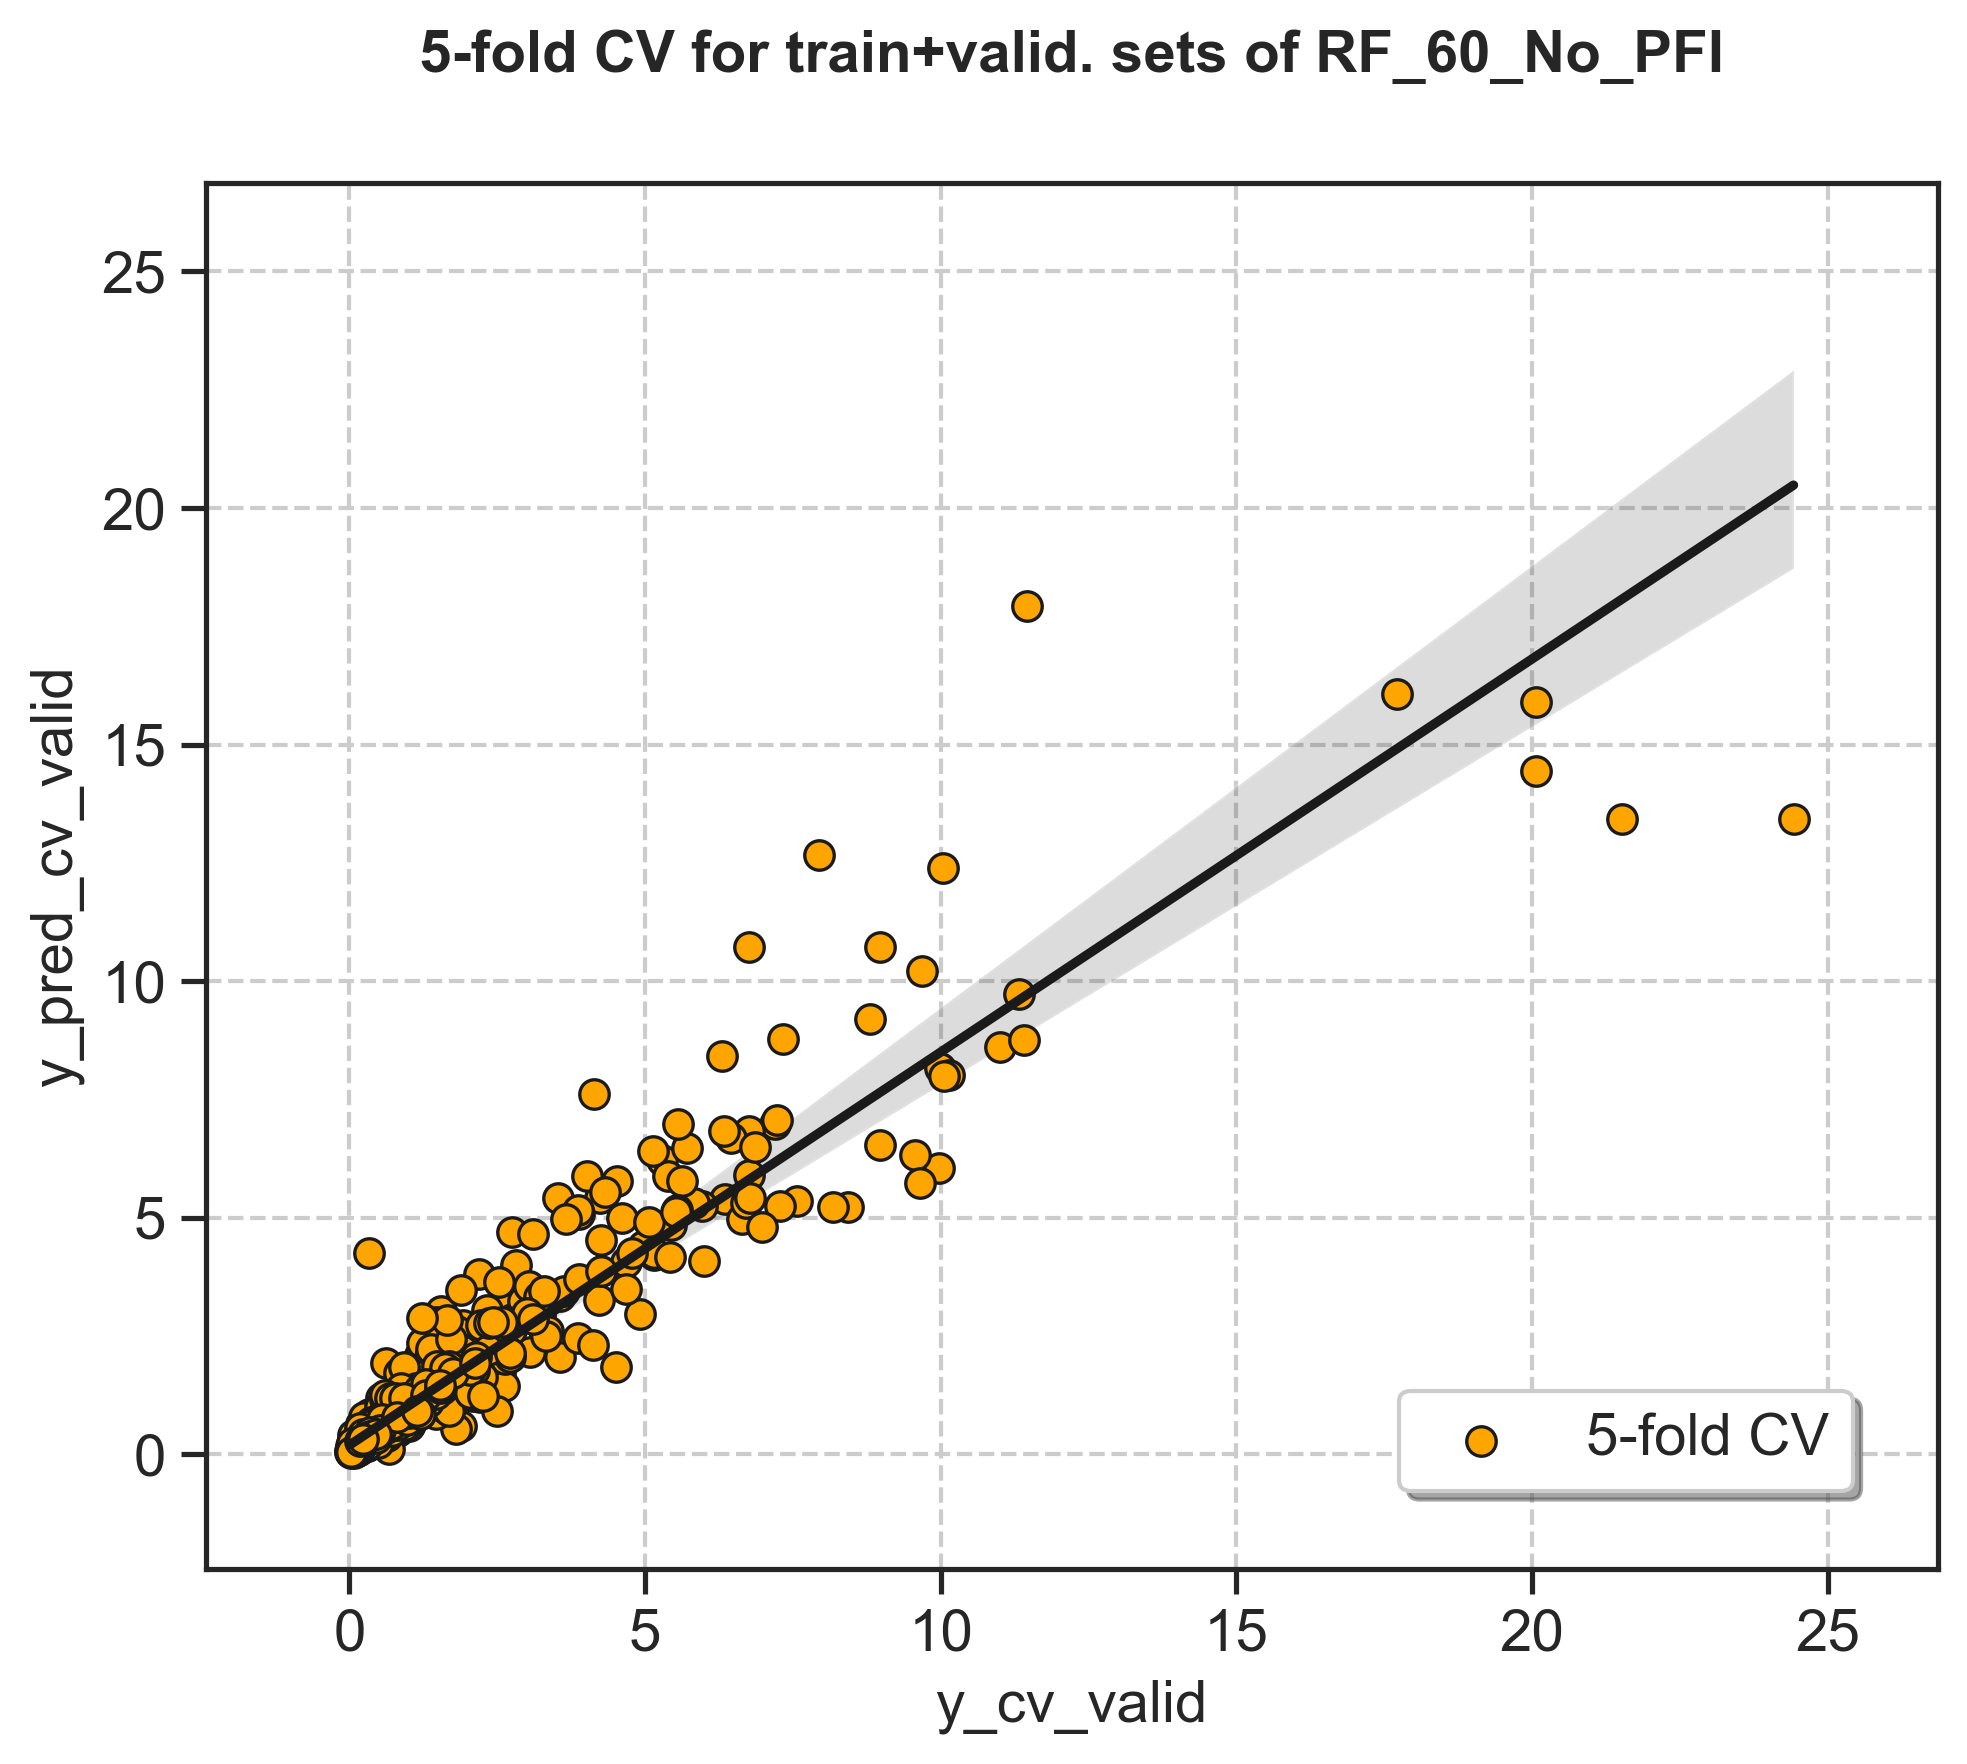 5-fold CV for train+valid. sets of RF_60_No_PFI
25
20
15
10
5
0
y_pred_cv_valid
5-fold CV
0 5 10 15 20 25
y_cv_valid